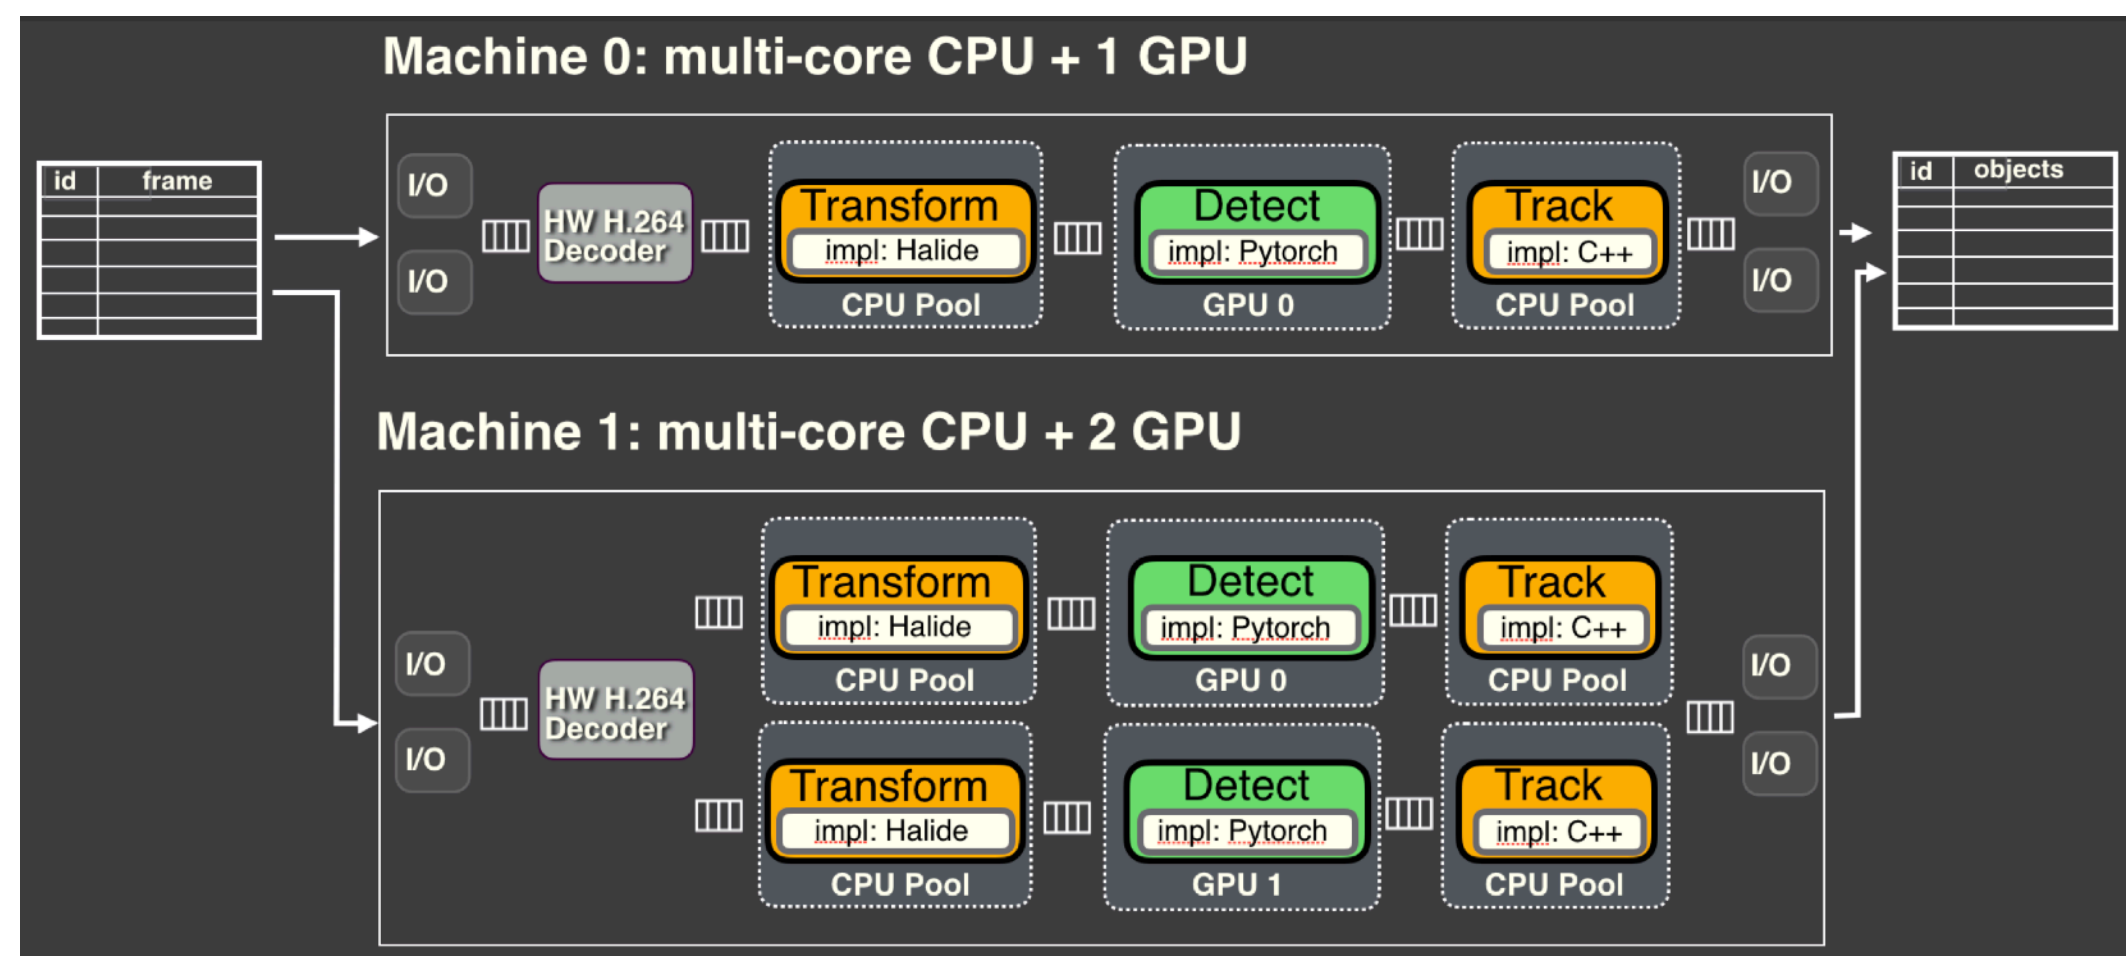 Machine 0: multi-core CPU + 1 GPU
id frame
I/O
I/O
HW H.264
Decoder
Transform
impl: Halide
CPU Pool
Detect
impl: Pytorch
GPU 0
Track
impl: C++
CPU Pool
I/O
I/O
id objects
Machine 1: multi-core CPU + 2 GPU
I/O
I/O
HW H.264
Decoder
Transform
impl: Halide
CPU Pool
Detect
impl: Pytorch
GPU 0
Track
impl: C++
CPU Pool
Transform
impl: Halide
CPU Pool
Detect
impl: Pytorch
GPU 1
Track
impl: C++
CPU Pool
I/O
I/O